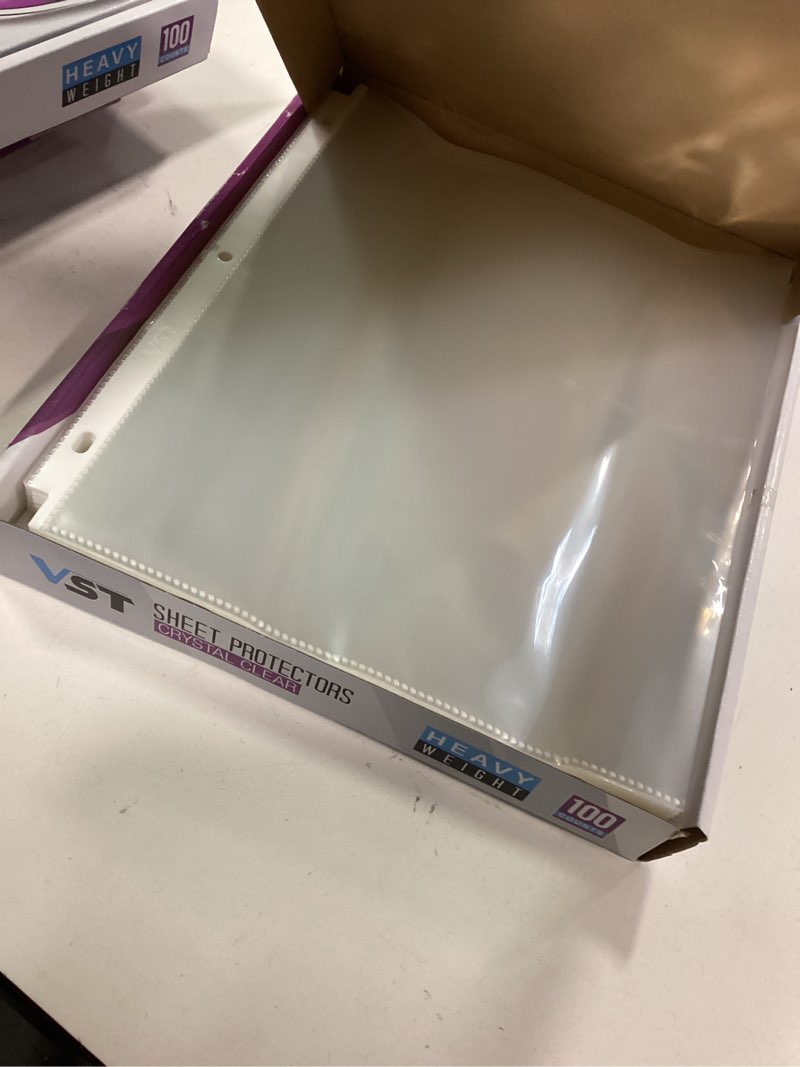 HEAVY
WEIGHT
100
COUNTS
VST
SHEET PROTECTORS
CRYSTAL CLEAR
HEAVY
WEIGHT
100
COUNTS